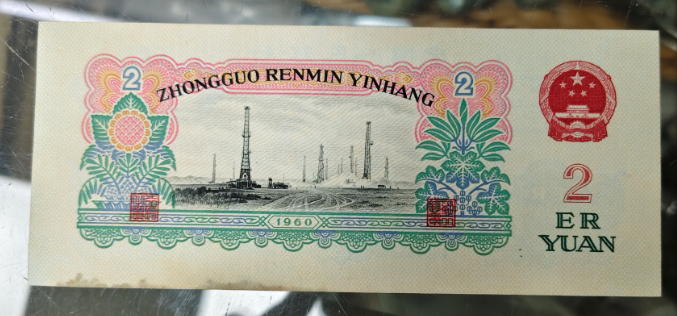 2
2
ZHONGGUO RENMIN YINHANG
1960
2
ER
YUAN